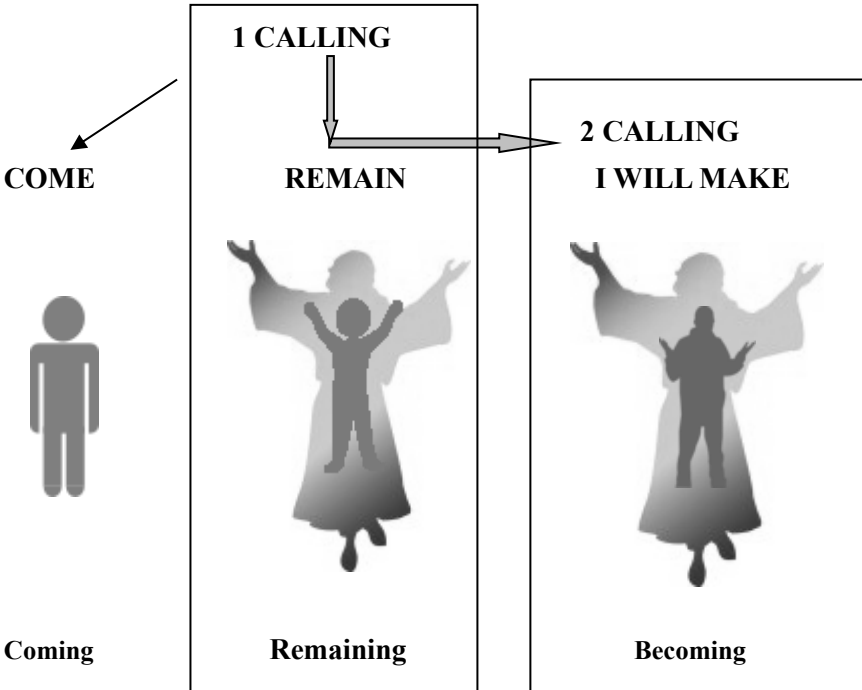 1 CALLING
2 CALLING
COME
REMAIN
I WILL MAKE
Coming
Remaining
Becoming